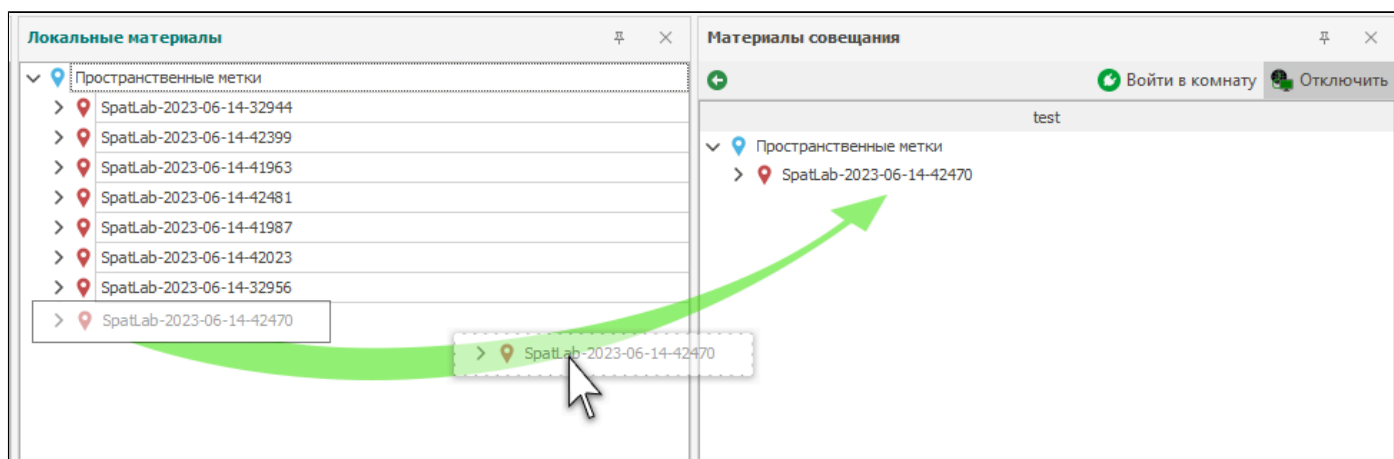 Локальные материалы
Пространственные метки
SpatLab-2023-06-14-32944
SpatLab-2023-06-14-42399
SpatLab-2023-06-14-41963
SpatLab-2023-06-14-42481
SpatLab-2023-06-14-41987
SpatLab-2023-06-14-42023
SpatLab-2023-06-14-32956
SpatLab-2023-06-14-42470
SpatLab-2023-06-14-42470
Материалы совещания
Войти в комнату Отключить
test
Пространственные метки
SpatLab-2023-06-14-42470